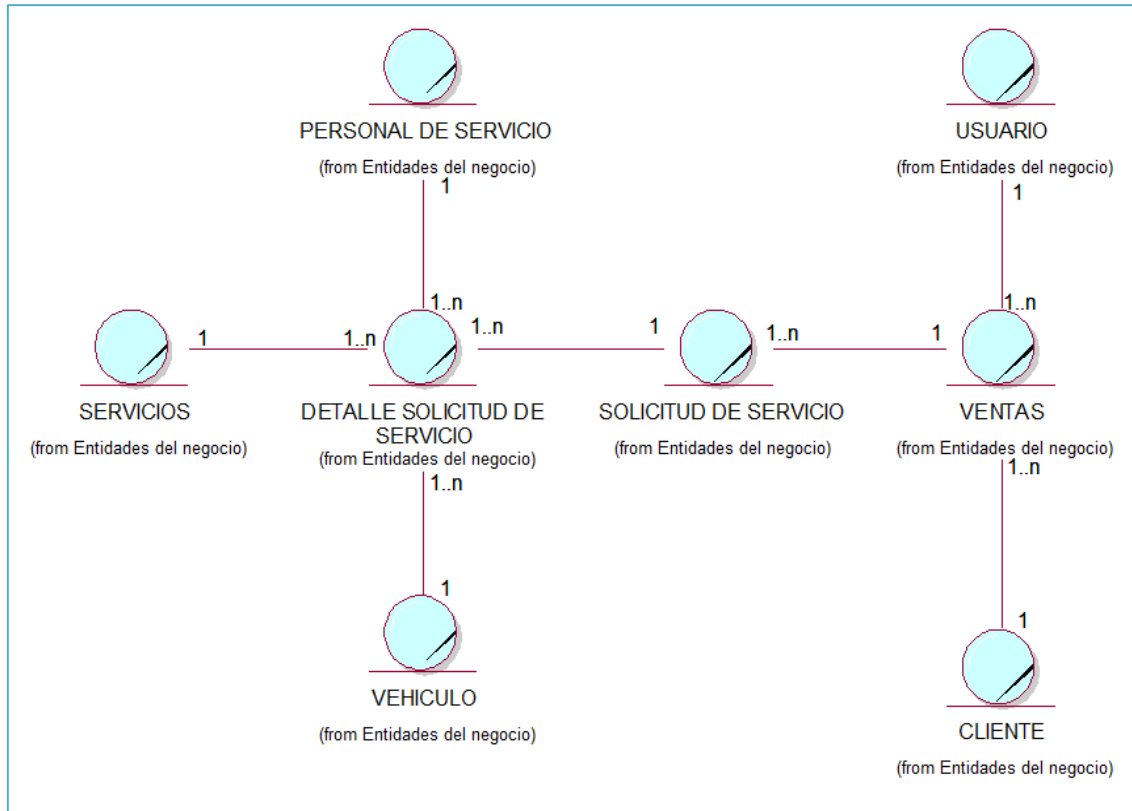 PERSONAL DE SERVICIO
(from Entidades del negocio)
USUARIO
(from Entidades del negocio)
1
1
1..n
1..n
1
1..n
1..n
1
1..n
1
SERVICIOS
(from Entidades del negocio)
DETALLE SOLICITUD DE
SERVICIO
(from Entidades del negocio)
SOLICITUD DE SERVICIO
(from Entidades del negocio)
VENTAS
(from Entidades del negocio)
1..n
1..n
1
1
VEHICULO
(from Entidades del negocio)
CLIENTE
(from Entidades del negocio)